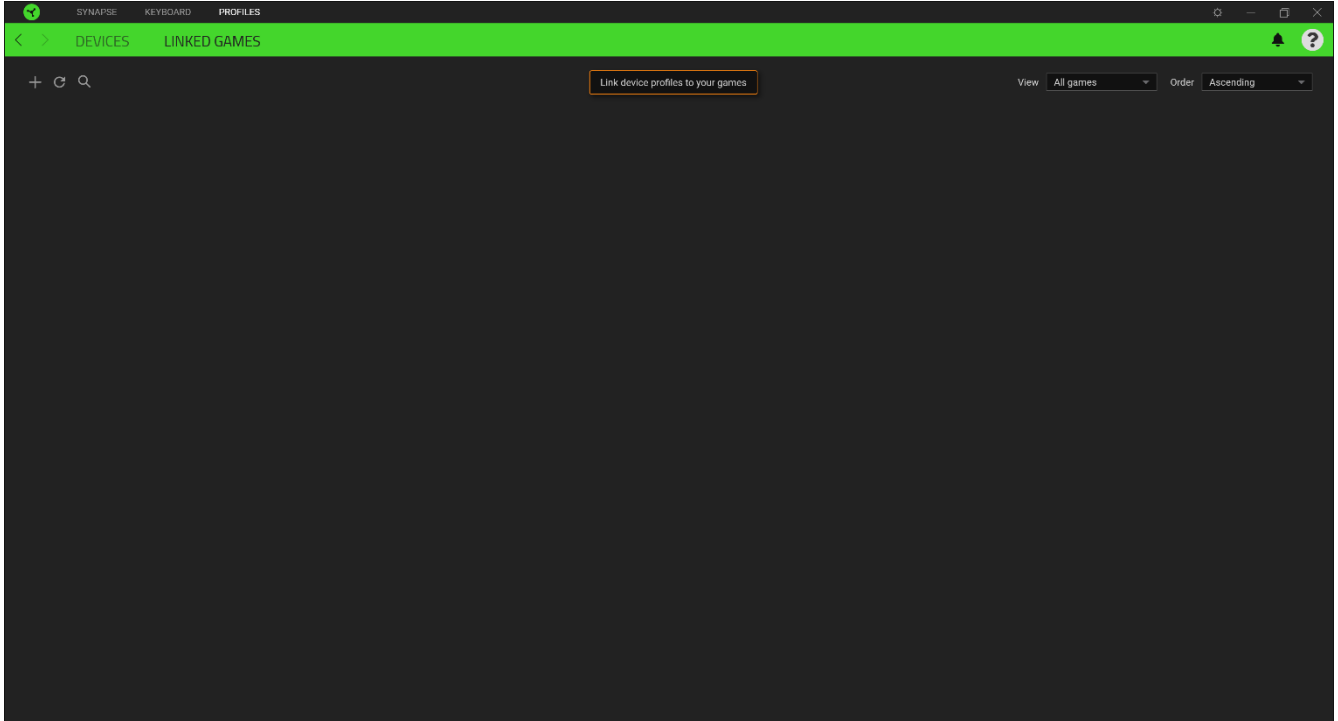 SYNAPSE KEYBOARD PROFILES
DEVICES LINKED GAMES ?
Link device profiles to your games View All games Order Ascending